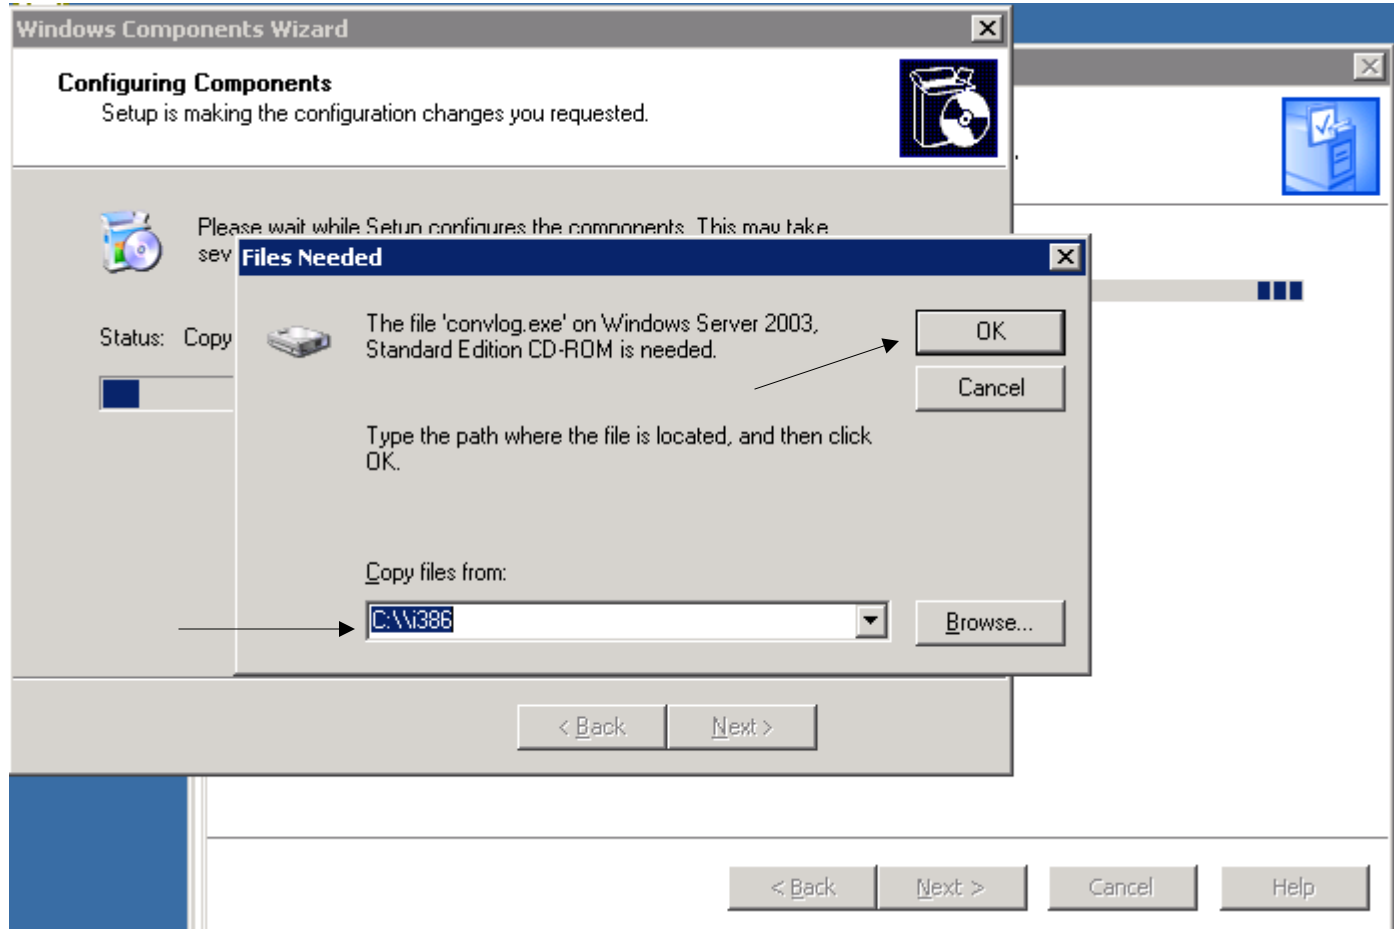 Windows Components Wizard
Configuring Components
Setup is making the configuration changes you requested.
Please wait while Setup configures the components. This may take
sev
Files Needed
The file 'convlog.exe' on Windows Server 2003,
Standard Edition CD-ROM is needed.
OK
Status: Copy
Cancel
Type the path where the file is located, and then click
OK.
Copy files from:
C:\\i386
Browse...
< Back
Next >
< Back
Next >
Cancel
Help